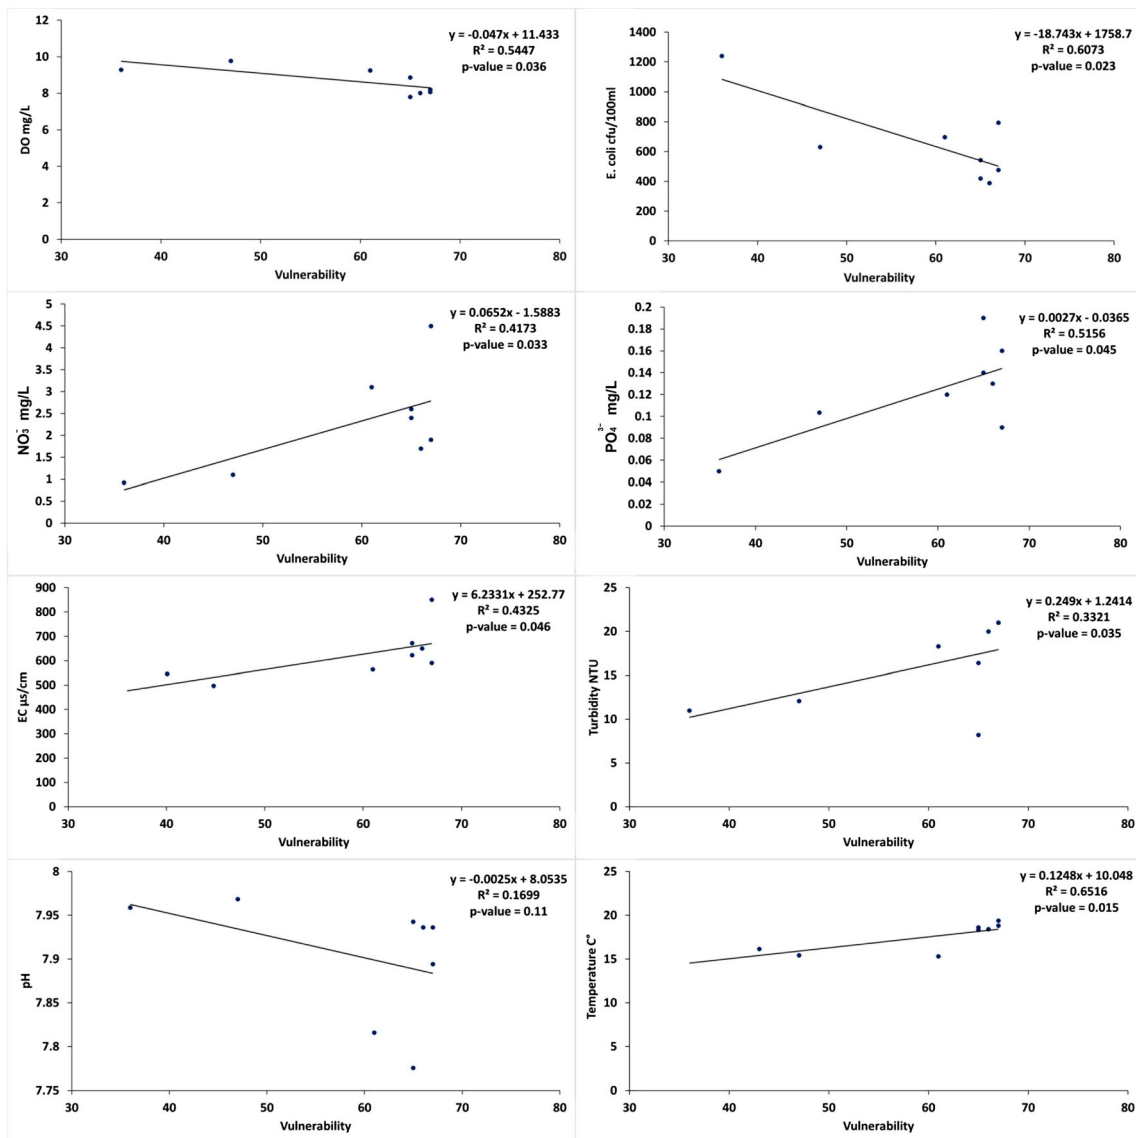 y = -0.047x + 11.433
R² = 0.5447
p-value = 0.036
12
10
8
6
4
2
0
DO mg/L
30 40 50 60 70 80
Vulnerability
y = -18.743x + 1758.7
R² = 0.6073
p-value = 0.023
1400
1200
1000
800
600
400
200
0
E. coli cfu/100ml
30 40 50 60 70 80
Vulnerability
y = 0.0652x - 1.5883
R² = 0.4173
p-value = 0.033
5
4.5
4
3.5
3
2.5
2
1.5
1
0.5
0
NO₃⁻ mg/L
30 40 50 60 70 80
Vulnerability
y = 0.0027x - 0.0365
R² = 0.5156
p-value = 0.045
0.2
0.18
0.16
0.14
0.12
0.1
0.08
0.06
0.04
0.02
0
PO₄³⁻ mg/L
30 40 50 60 70 80
Vulnerability
y = 6.2331x + 252.77
R² = 0.4325
p-value = 0.046
900
800
700
600
500
400
300
200
100
0
EC µs/cm
30 40 50 60 70 80
Vulnerability
y = 0.249x + 1.2414
R² = 0.3321
p-value = 0.035
25
20
15
10
5
0
Turbidity NTU
30 40 50 60 70 80
Vulnerability
y = -0.0025x + 8.0535
R² = 0.1699
p-value = 0.11
8
7.95
7.9
7.85
7.8
7.75
pH
30 40 50 60 70 80
Vulnerability
y = 0.1248x + 10.048
R² = 0.6516
p-value = 0.015
25
20
15
10
5
0
Temperature C°
30 40 50 60 70 80
Vulnerability